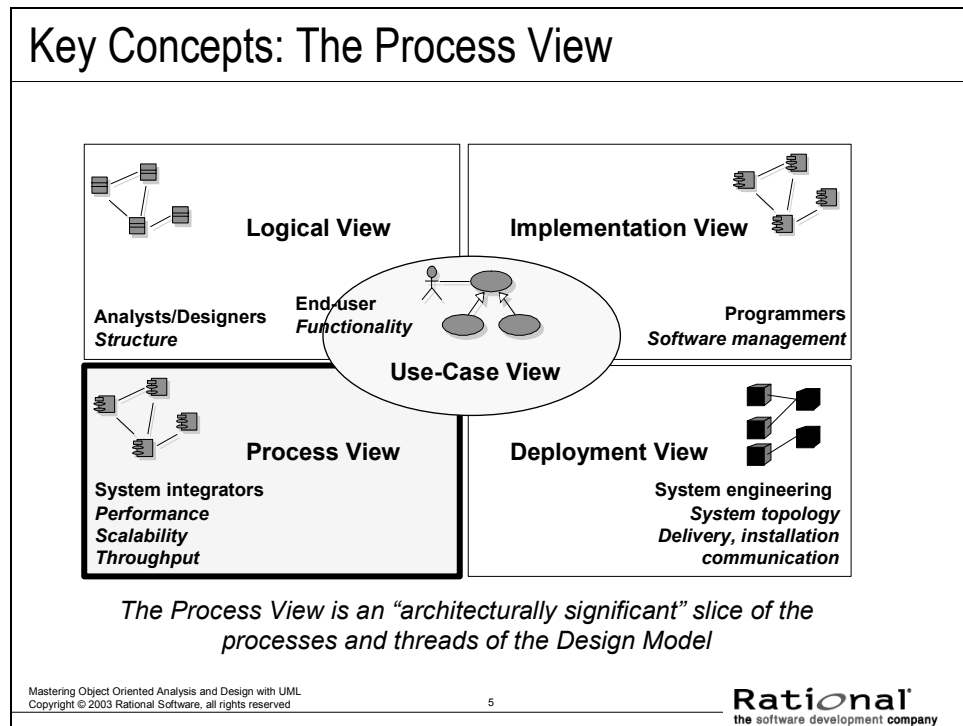 Key Concepts: The Process View
Logical View
Analysts/Designers
Structure
Implementation View
Programmers
Software management
End-user
Functionality
Use-Case View
Process View
System integrators
Performance
Scalability
Throughput
Deployment View
System engineering
System topology
Delivery, installation
communication
The Process View is an “architecturally significant” slice of the
processes and threads of the Design Model
Mastering Object Oriented Analysis and Design with UML
Copyright © 2003 Rational Software, all rights reserved
5
Rational
the software development company